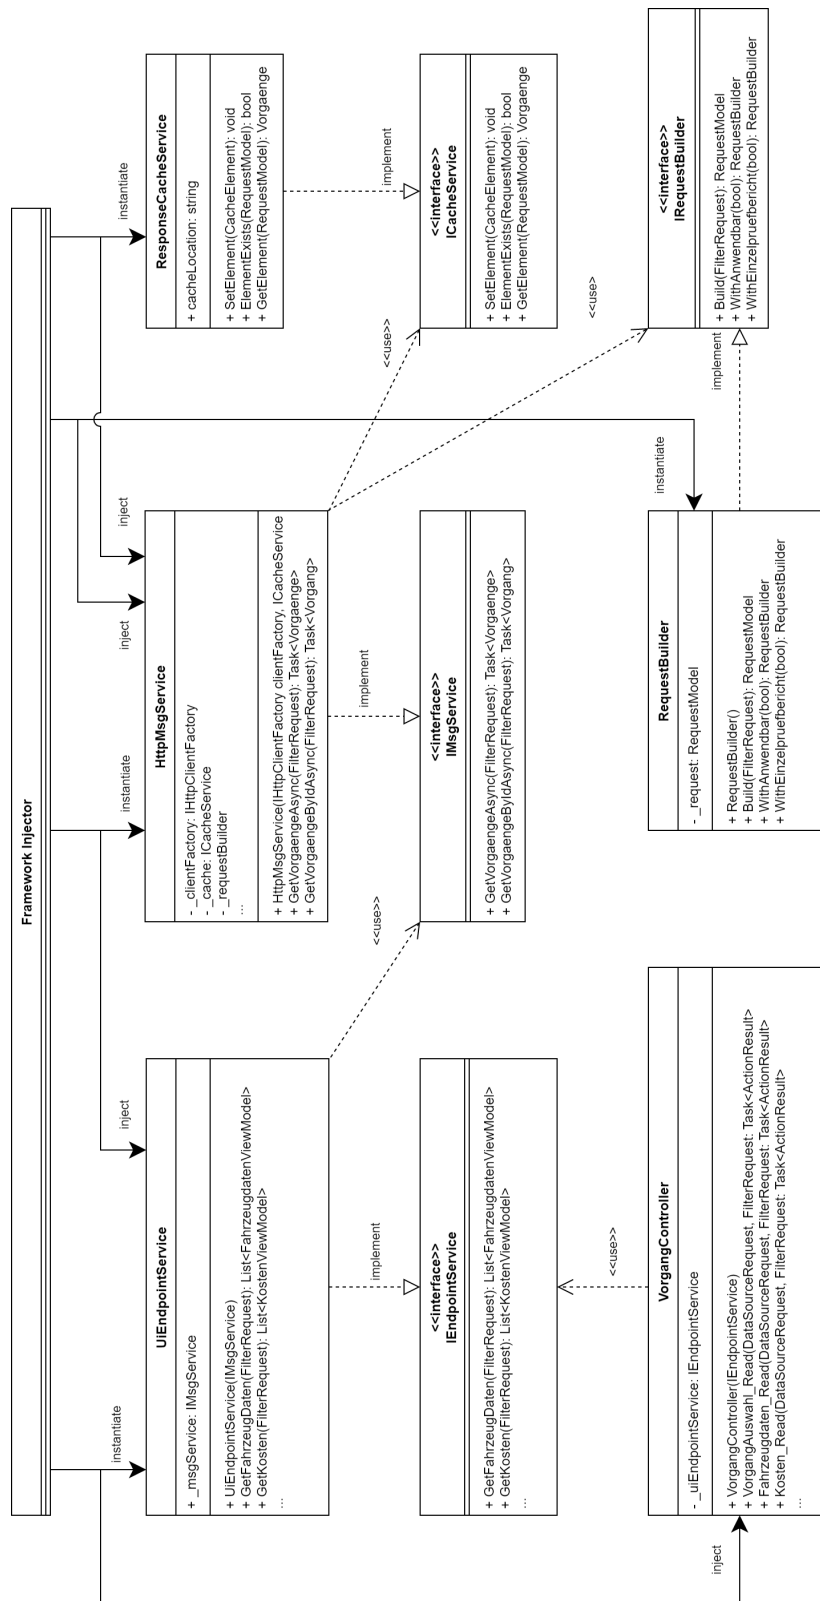 Framework Injector
instantiate
inject
instantiate
inject
inject
instantiate
UiEndpointService
+ _msgService: IMsgService
+ UiEndpointService(IMsgService)
+ GetFahrzeugDaten(FilterRequest): List<FahrzeugdatenViewModel>
+ GetKosten(FilterRequest): List<KostenViewModel>
...
HttpMsgService
- _clientFactory: IHttpClientFactory
- _cache: ICacheService
- _requestBuilder
...
+ HttpMsgService(IHttpClientFactory clientFactory, ICacheService
+ GetVorgaengeAsync(FilterRequest): Task<Vorgaenge>
+ GetVorgaengeByIdAsync(FilterRequest): Task<Vorgang>
ResponseCacheService
+ cacheLocation: string
+ SetElement(CacheElement): void
+ ElementExists(RequestModel): bool
+ GetElement(RequestModel): Vorgaenge
implement
<<use>>
implement
<<use>>
implement
<<interface>>
IEndpointService
+ GetFahrzeugDaten(FilterRequest): List<FahrzeugdatenViewModel>
+ GetKosten(FilterRequest): List<KostenViewModel>
...
<<interface>>
IMsgService
+ GetVorgaengeAsync(FilterRequest): Task<Vorgaenge>
+ GetVorgaengeByIdAsync(FilterRequest): Task<Vorgang>
<<interface>>
ICacheService
+ SetElement(CacheElement): void
+ ElementExists(RequestModel): bool
+ GetElement(RequestModel): Vorgaenge
<<use>>
<<use>
VorgangController
- _uiEndpointService: IEndpointService
+ VorgangController(IEndpointService)
+ VorgangAuswahl_Read(DataSourceRequest, FilterRequest: Task<ActionResult>
+ Fahrzeugdaten_Read(DataSourceRequest, FilterRequest: Task<ActionResult>
+ Kosten_Read(DataSourceRequest, FilterRequest: Task<ActionResult>
...
inject
RequestBuilder
- _request: RequestModel
+ RequestBuilder()
+ Build(FilterRequest): RequestModel
+ WithAnwendbar(bool): RequestBuilder
+ WithEinzelpruefbericht(bool): RequestBuilder
instantiate
implement
<<interface>>
IRequestBuilder
+ Build(FilterRequest): RequestModel
+ WithAnwendbar(bool): RequestBuilder
+ WithEinzelpruefbericht(bool): RequestBuilder